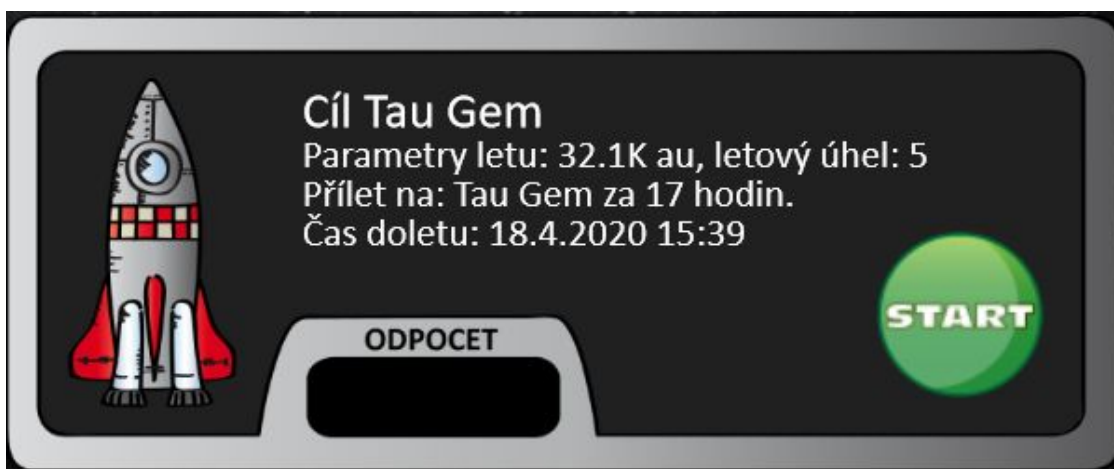 Cíl Tau Gem
Parametry letu: 32.1K au, letový úhel: 5
Přílet na: Tau Gem za 17 hodin.
Čas doletu: 18.4.2020 15:39
START
ODPOCET